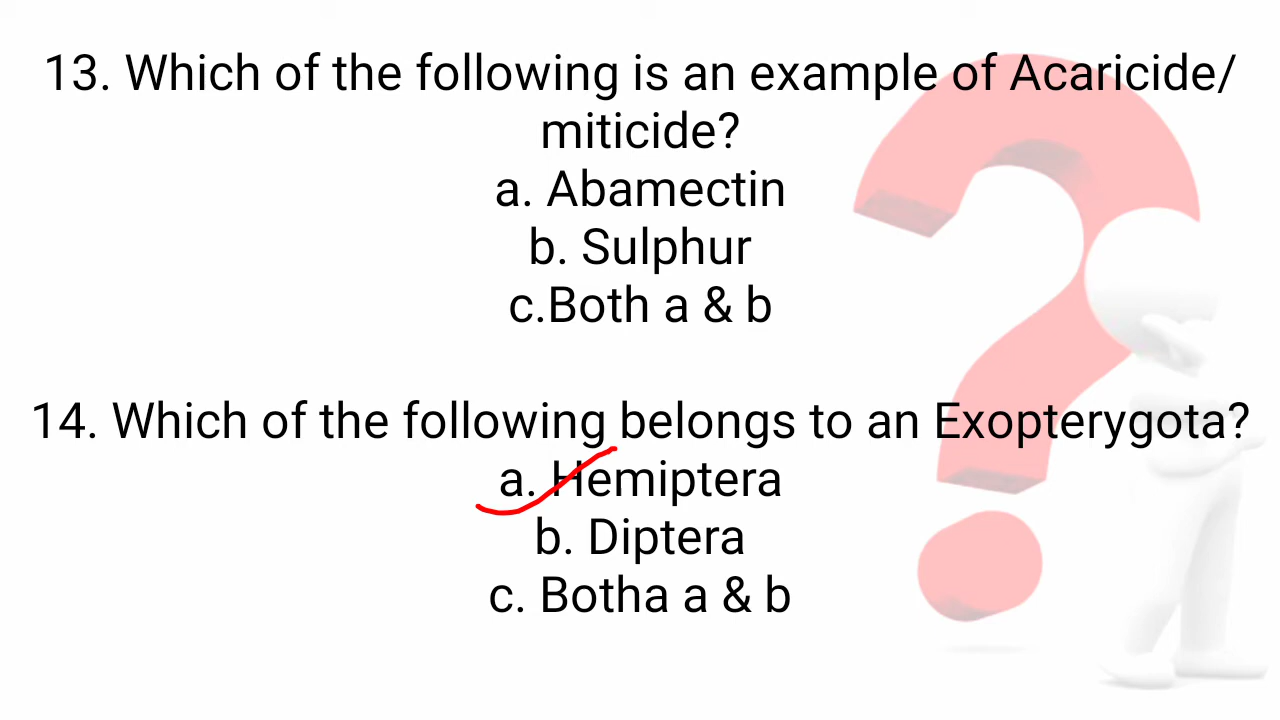 13. Which of the following is an example of Acaricide/
miticide?
a. Abamectin
b. Sulphur
c.Both a & b
14. Which of the following belongs to an Exopterygota?
a. Hemiptera
b. Diptera
c. Botha a & b